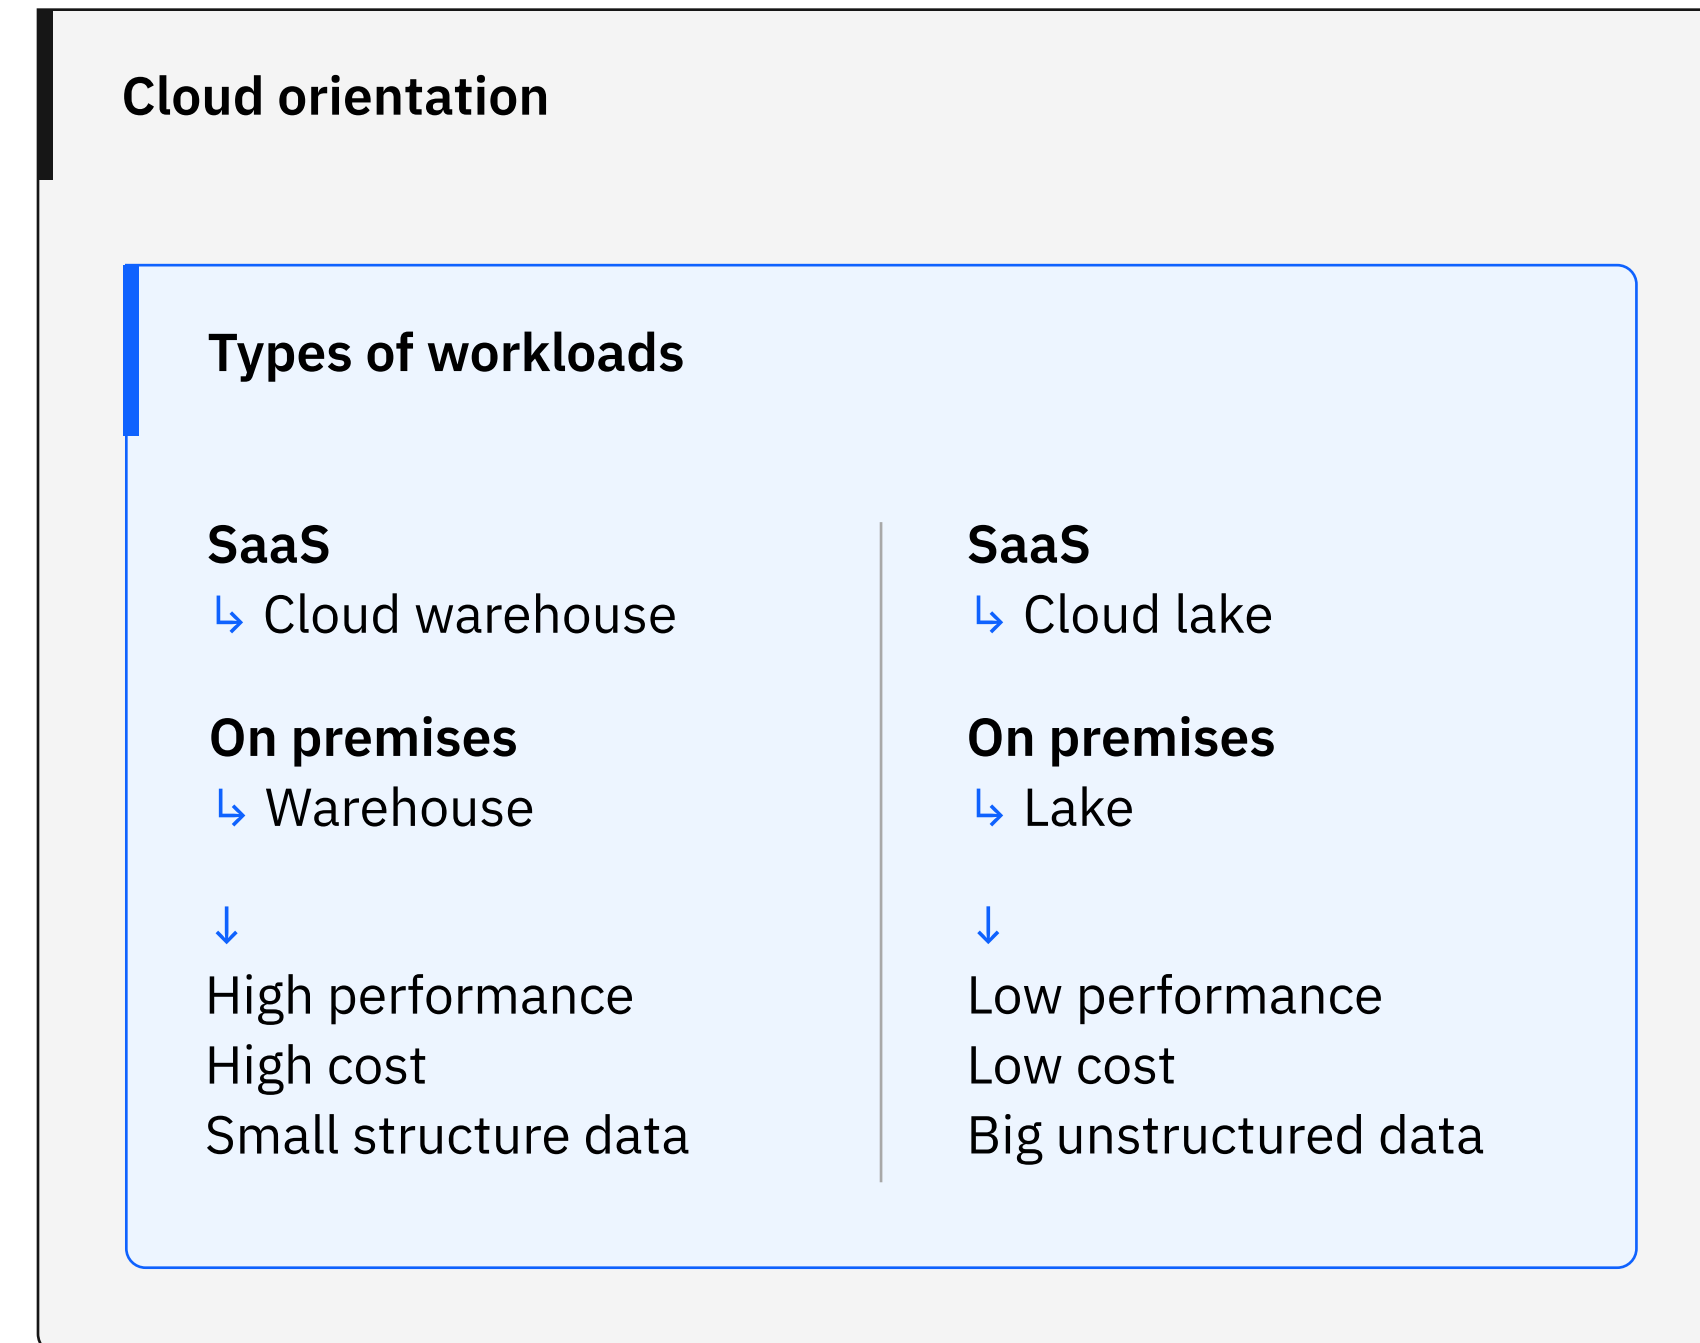 Cloud orientation
Types of workloads
SaaS
↳ Cloud warehouse
On premises
↳ Warehouse
↓
High performance
High cost
Small structure data
SaaS
↳ Cloud lake
On premises
↳ Lake
↓
Low performance
Low cost
Big unstructured data